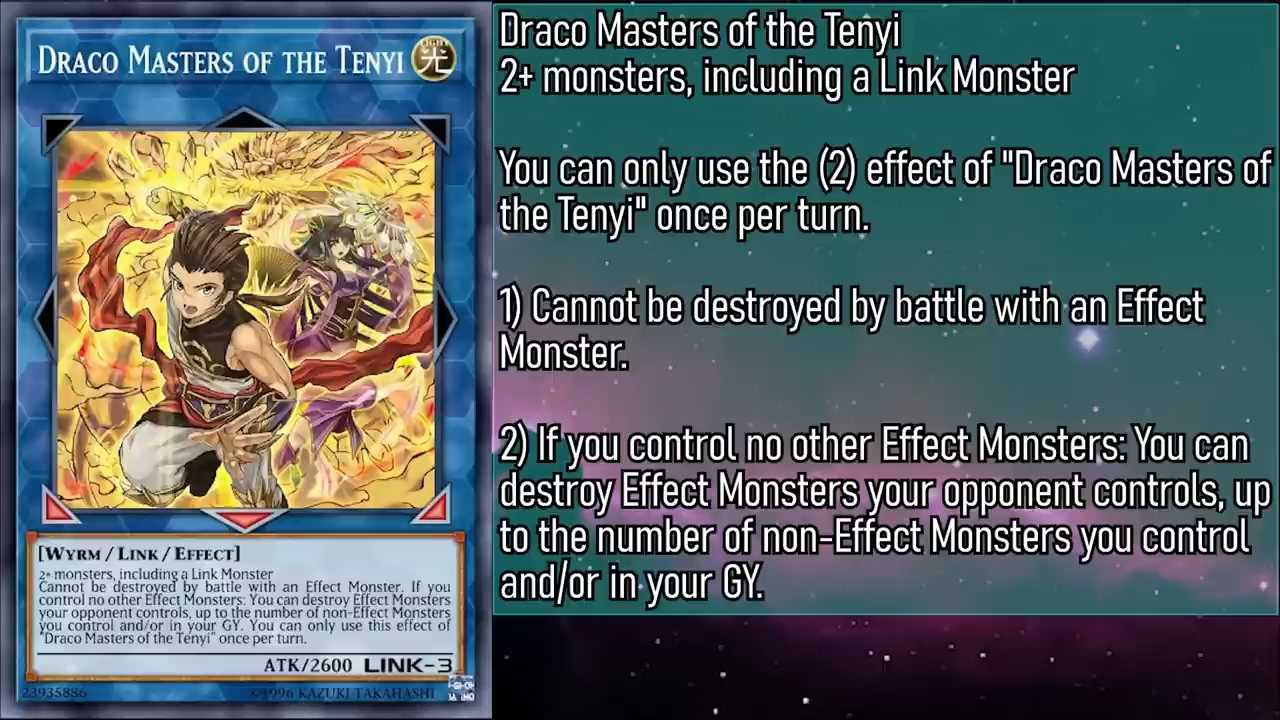 DRACO MASTERS OF THE TENYI
LIGHT
光
[WYRM / LINK / EFFECT]
2+ monsters, including a Link Monster
Cannot be destroyed by battle with an Effect Monster. If you
control no other Effect Monsters: You can destroy Effect Monsters
your opponent controls, up to the number of non-Effect Monsters
you control and/or in your GY. You can only use this effect of
"Draco Masters of the Tenyi" once per turn.
ATK/2600 LINK-3
23935886
©1996 KAZUKI TAKAHASHI
Draco Masters of the Tenyi
2+ monsters, including a Link Monster
You can only use the (2) effect of "Draco Masters of
the Tenyi" once per turn.
1) Cannot be destroyed by battle with an Effect
Monster.
2) If you control no other Effect Monsters: You can
destroy Effect Monsters your opponent controls, up
to the number of non-Effect Monsters you control
and/or in your GY.